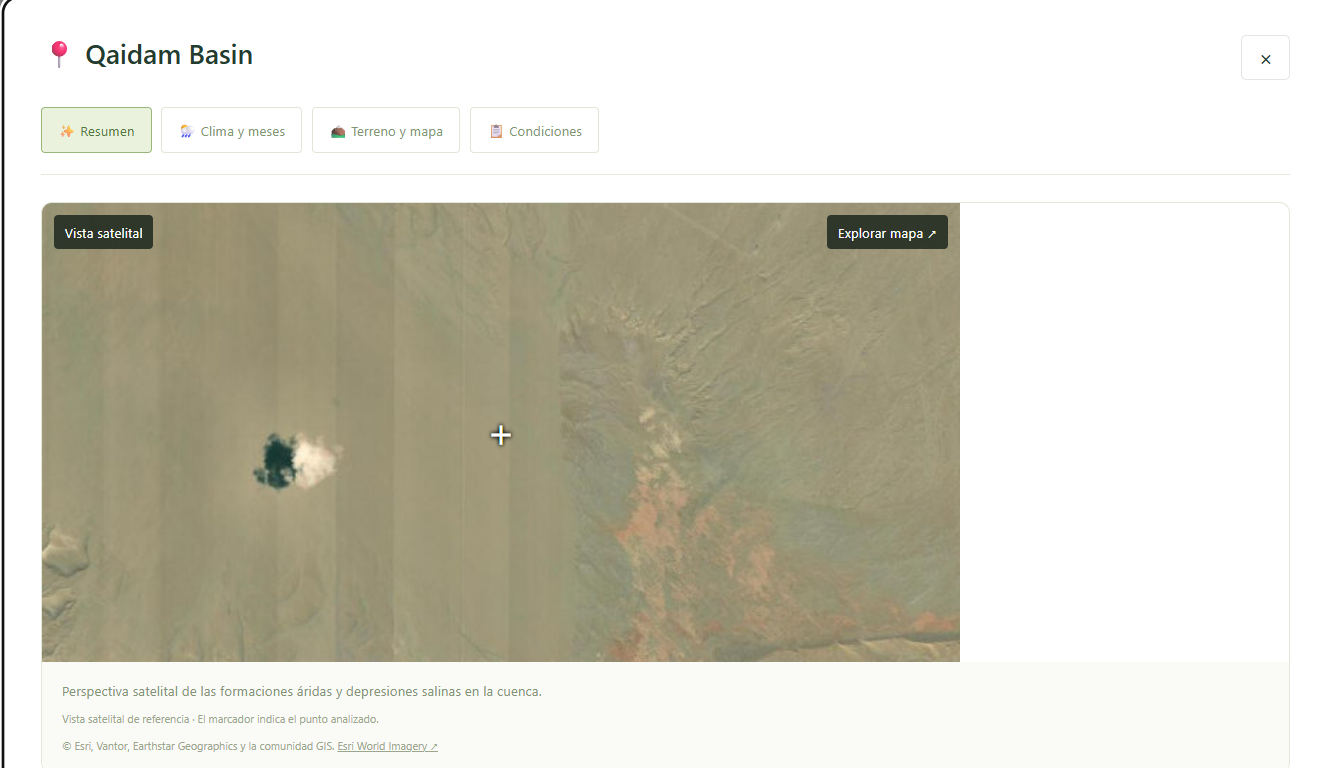 Qaidam Basin
×
Resumen
Clima y meses
Terreno y mapa
Condiciones
Vista satelital
Explorar mapa ↗
Perspectiva satelital de las formaciones áridas y depresiones salinas en la cuenca.
Vista satelital de referencia · El marcador indica el punto analizado.
© Esri, Vantor, Earthstar Geographics y la comunidad GIS. Esri World Imagery ↗